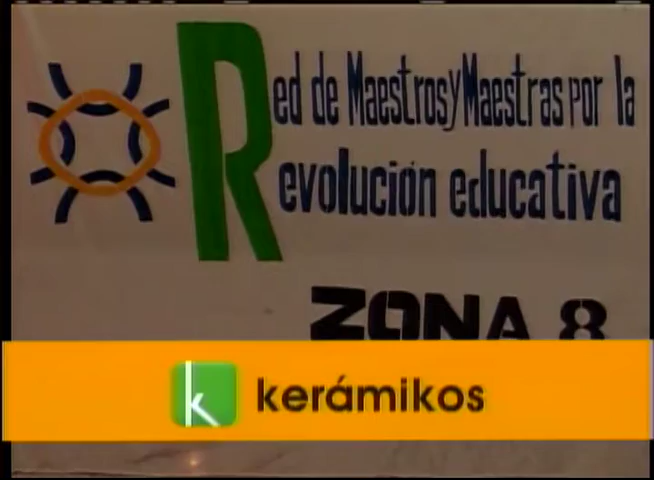 Red de Maestros y Maestras por la
Revolución educativa
ZONA 8
k kerámikos